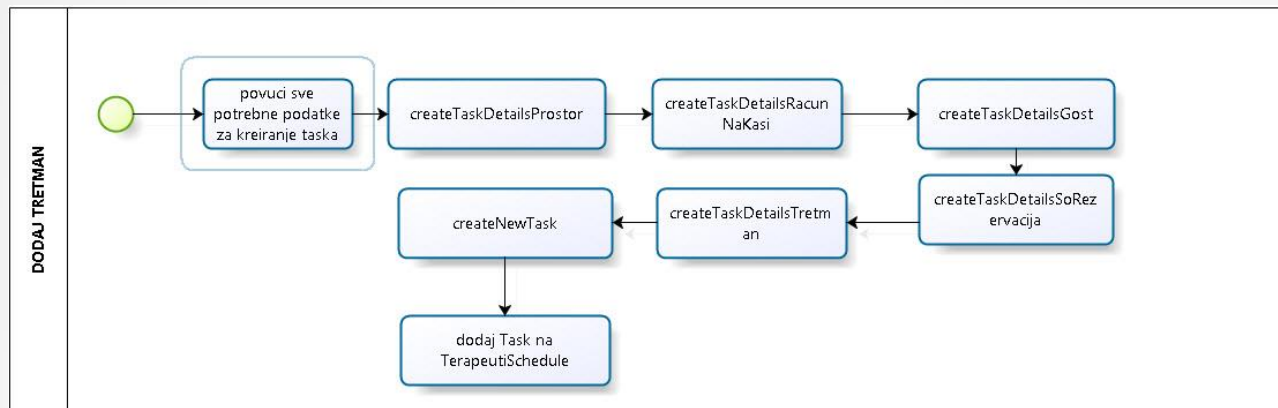 DODAJ TRETMAN
povuci sve
potrebne podatke
za kreiranje taska
createTaskDetailsProstor
createTaskDetailsRacun
NaKasi
createTaskDetailsGost
createTaskDetailsSoRez
ervacija
createTaskDetailsTretm
an
createNewTask
dodaj Task na
TerapeutiSchedule